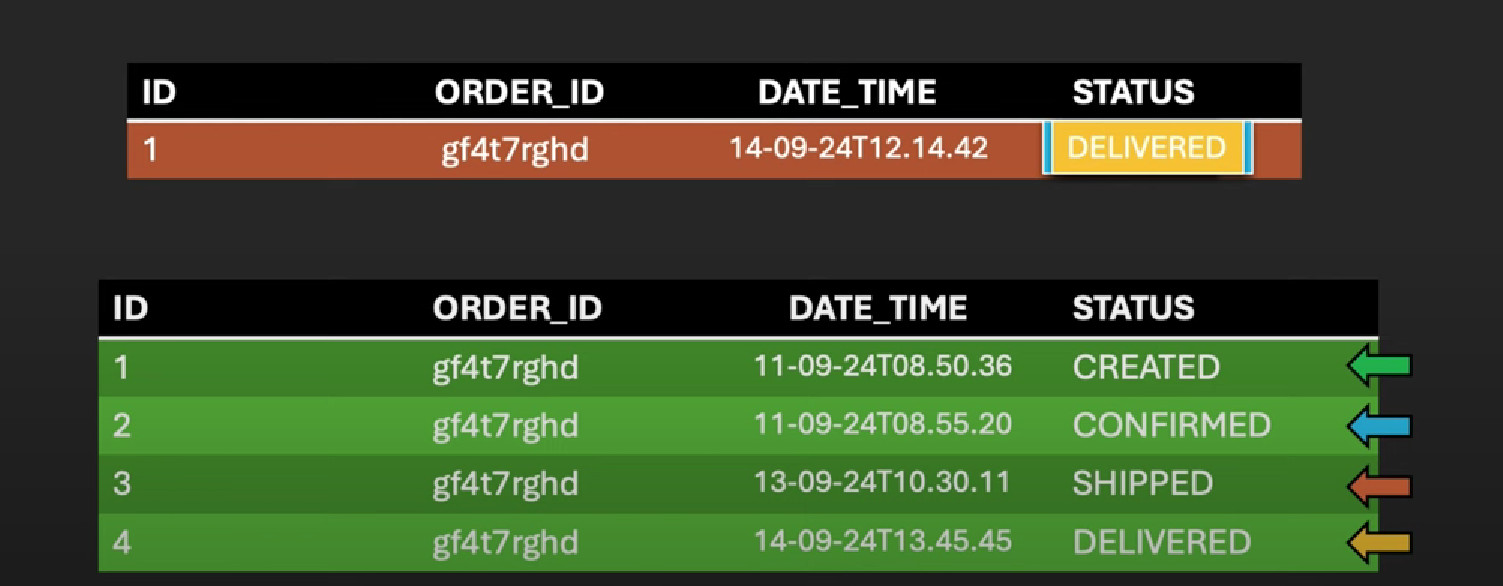 ID ORDER_ID DATE_TIME STATUS
1 gf4t7rghd 14-09-24T12.14.42 DELIVERED
ID ORDER_ID DATE_TIME STATUS
1 gf4t7rghd 11-09-24T08.50.36 CREATED
2 gf4t7rghd 11-09-24T08.55.20 CONFIRMED
3 gf4t7rghd 13-09-24T10.30.11 SHIPPED
4 gf4t7rghd 14-09-24T13.45.45 DELIVERED